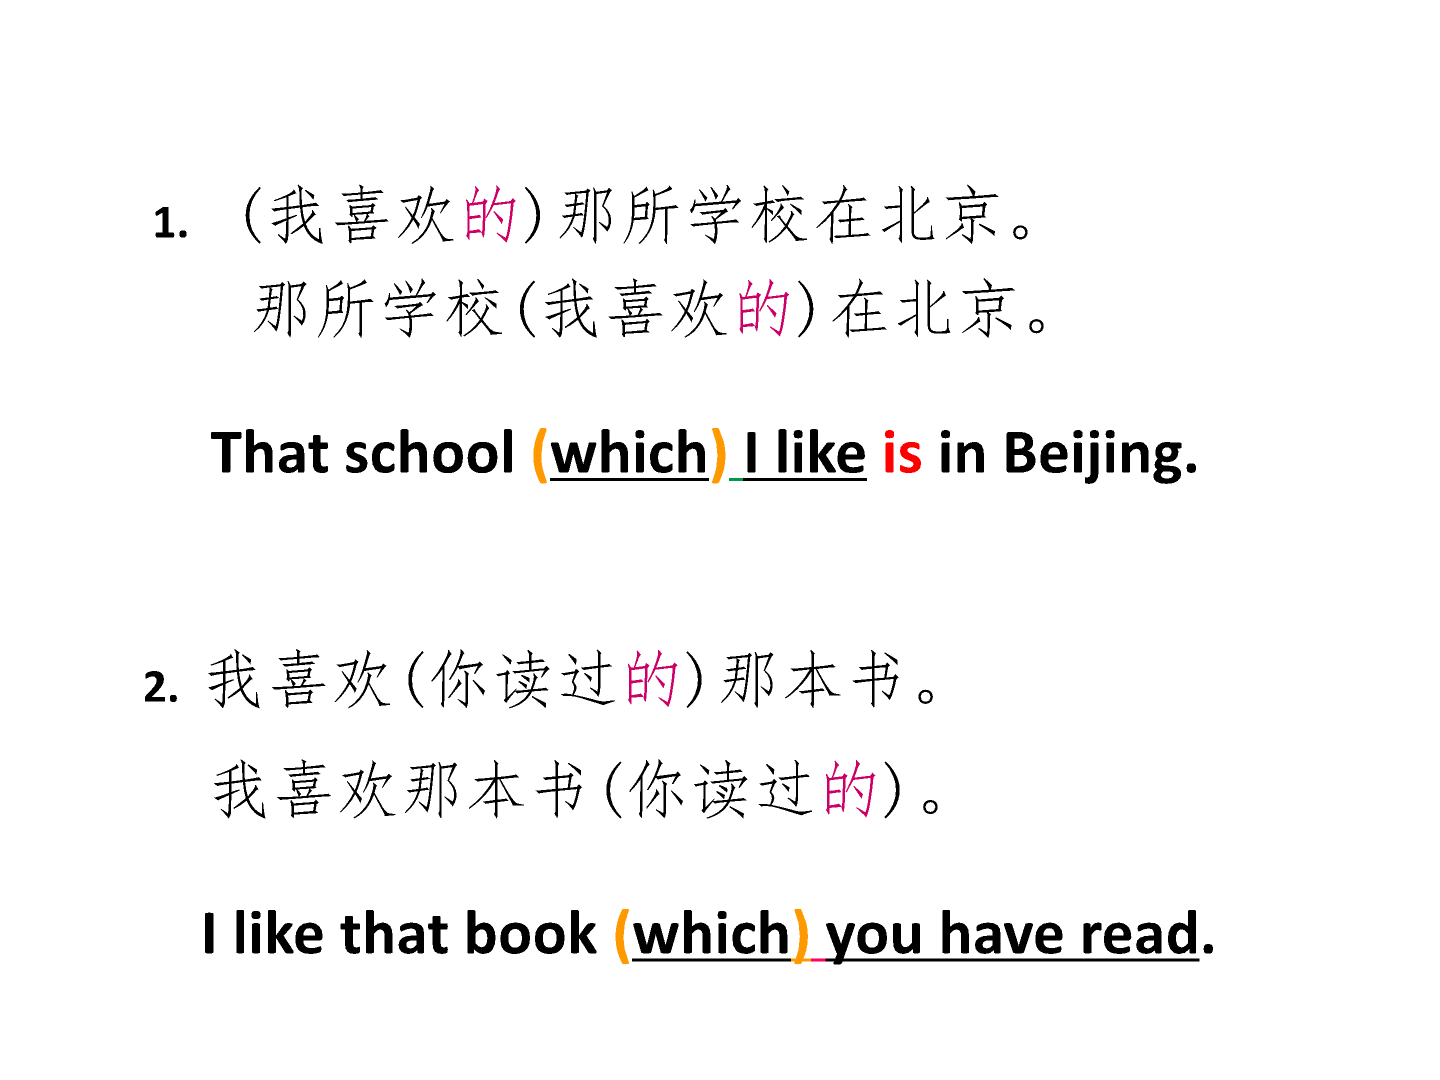 1. (我喜欢的)那所学校在北京。
那所学校(我喜欢的)在北京。
That school (which) I like is in Beijing.
2. 我喜欢(你读过的)那本书。
我喜欢那本书(你读过的)。
I like that book (which) you have read.